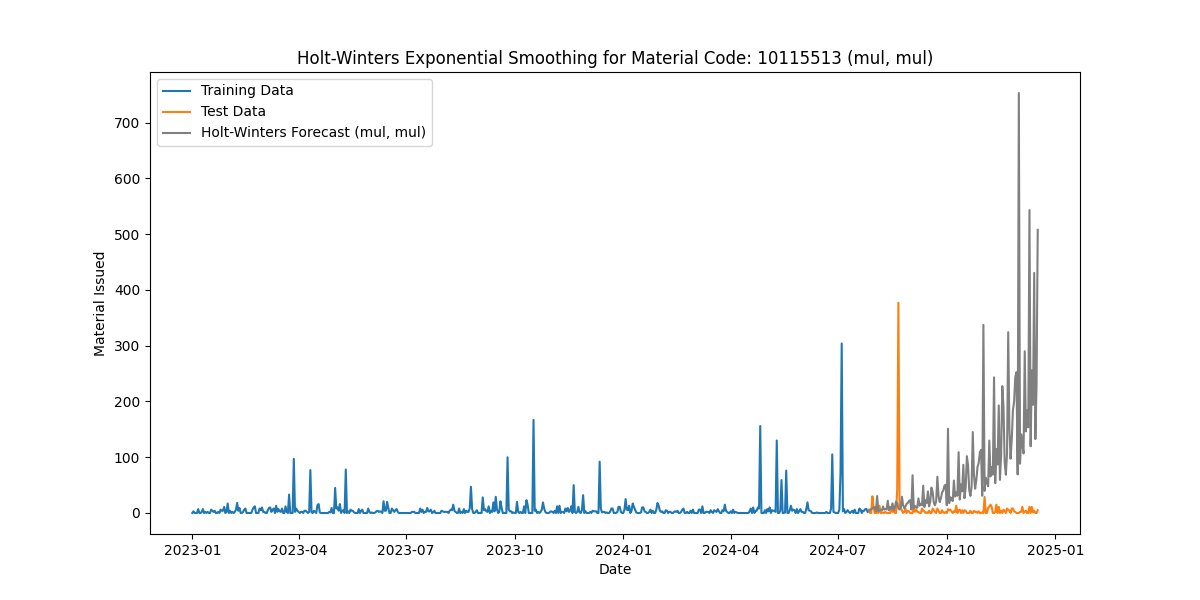 Holt-Winters Exponential Smoothing for Material Code: 10115513 (mul, mul)
Training Data
Test Data
Holt-Winters Forecast (mul, mul)
Material Issued
700
600
500
400
300
200
100
0
2023-01 2023-04 2023-07 2023-10 2024-01 2024-04 2024-07 2024-10 2025-01
Date